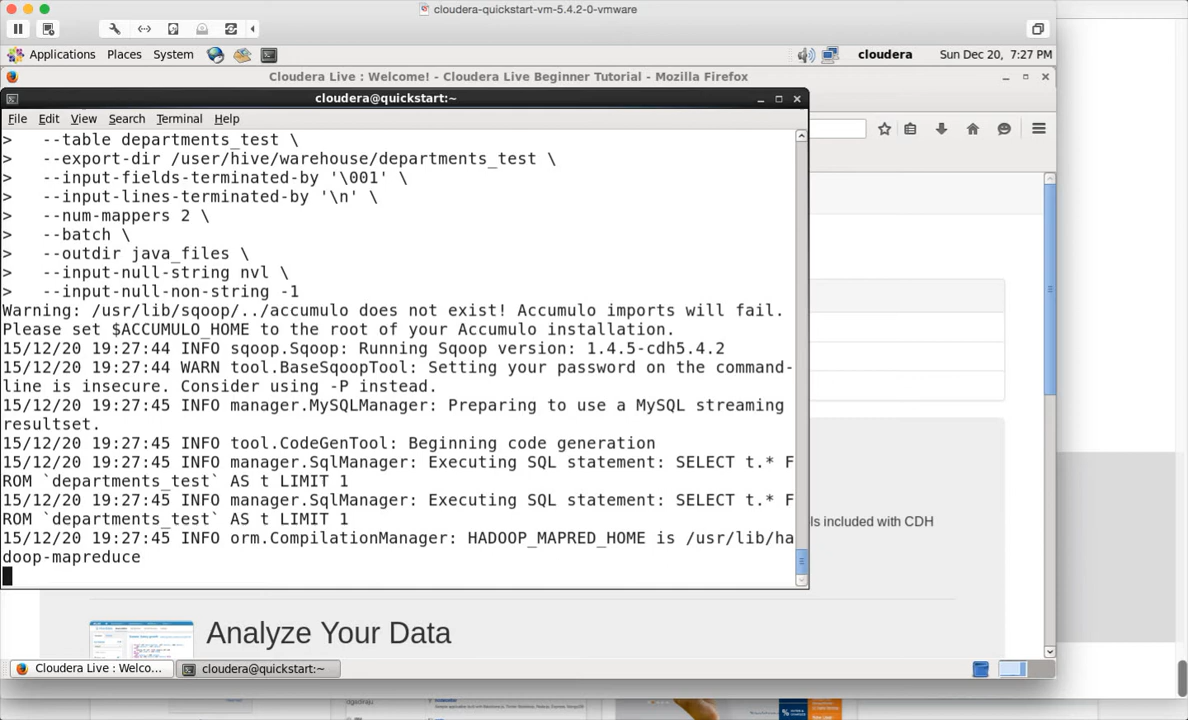 cloudera-quickstart-vm-5.4.2-0-vmware
Applications Places System cloudera Sun Dec 20, 7:27 PM
Cloudera Live : Welcome! - Cloudera Live Beginner Tutorial - Mozilla Firefox
cloudera@quickstart:~
File Edit View Search Terminal Help
> --table departments_test \
> --export-dir /user/hive/warehouse/departments_test \
> --input-fields-terminated-by '\001' \
> --input-lines-terminated-by '\n' \
> --num-mappers 2 \
> --batch \
> --outdir java_files \
> --input-null-string nvl \
> --input-null-non-string -1
Warning: /usr/lib/sqoop/../accumulo does not exist! Accumulo imports will fail.
Please set $ACCUMULO_HOME to the root of your Accumulo installation.
15/12/20 19:27:44 INFO sqoop.Sqoop: Running Sqoop version: 1.4.5-cdh5.4.2
15/12/20 19:27:44 WARN tool.BaseSqoopTool: Setting your password on the command-
line is insecure. Consider using -P instead.
15/12/20 19:27:45 INFO manager.MySQLManager: Preparing to use a MySQL streaming
resultset.
15/12/20 19:27:45 INFO tool.CodeGenTool: Beginning code generation
15/12/20 19:27:45 INFO manager.SqlManager: Executing SQL statement: SELECT t.* F
ROM `departments_test` AS t LIMIT 1
15/12/20 19:27:45 INFO manager.SqlManager: Executing SQL statement: SELECT t.* F
ROM `departments_test` AS t LIMIT 1
15/12/20 19:27:45 INFO orm.CompilationManager: HADOOP_MAPRED_HOME is /usr/lib/ha
doop-mapreduce
ls included with CDH
Analyze Your Data
Cloudera Live : Welco... cloudera@quickstart:~